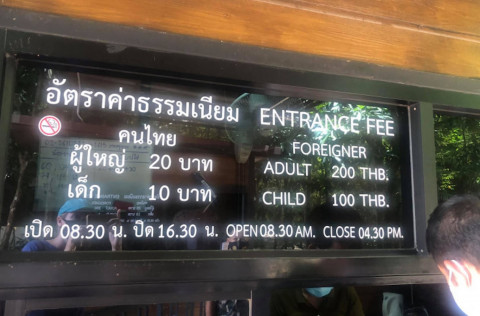 อัตราค่าธรรมเนียม
คนไทย
ผู้ใหญ่ 20 บาท
เด็ก 10 บาท
ENTRANCE FEE
FOREIGNER
ADULT 200 THB.
CHILD 100 THB.
เปิด 08.30 น. ปิด 16.30 น. OPEN 08.30 AM. CLOSE 04.30 PM.